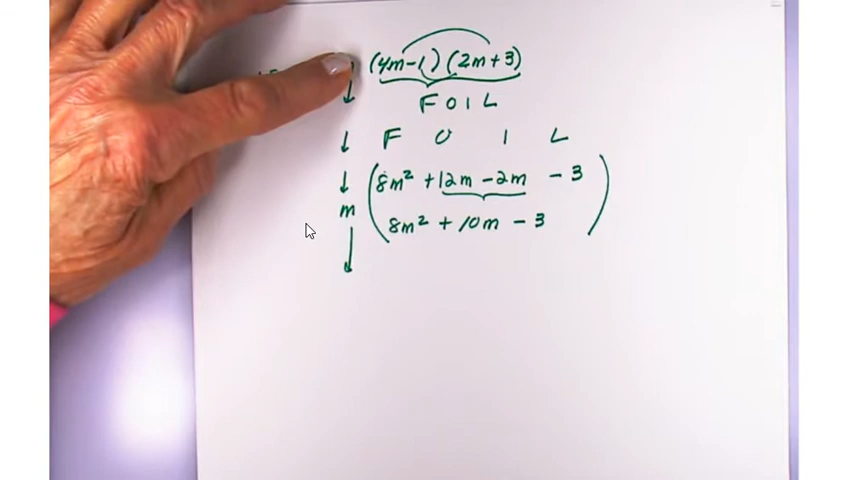 (4m-1)(2m+3)
↓ FOIL
↓ F O I L
↓ (8m² +12m -2m - 3
m 8m² + 10m - 3)
↓